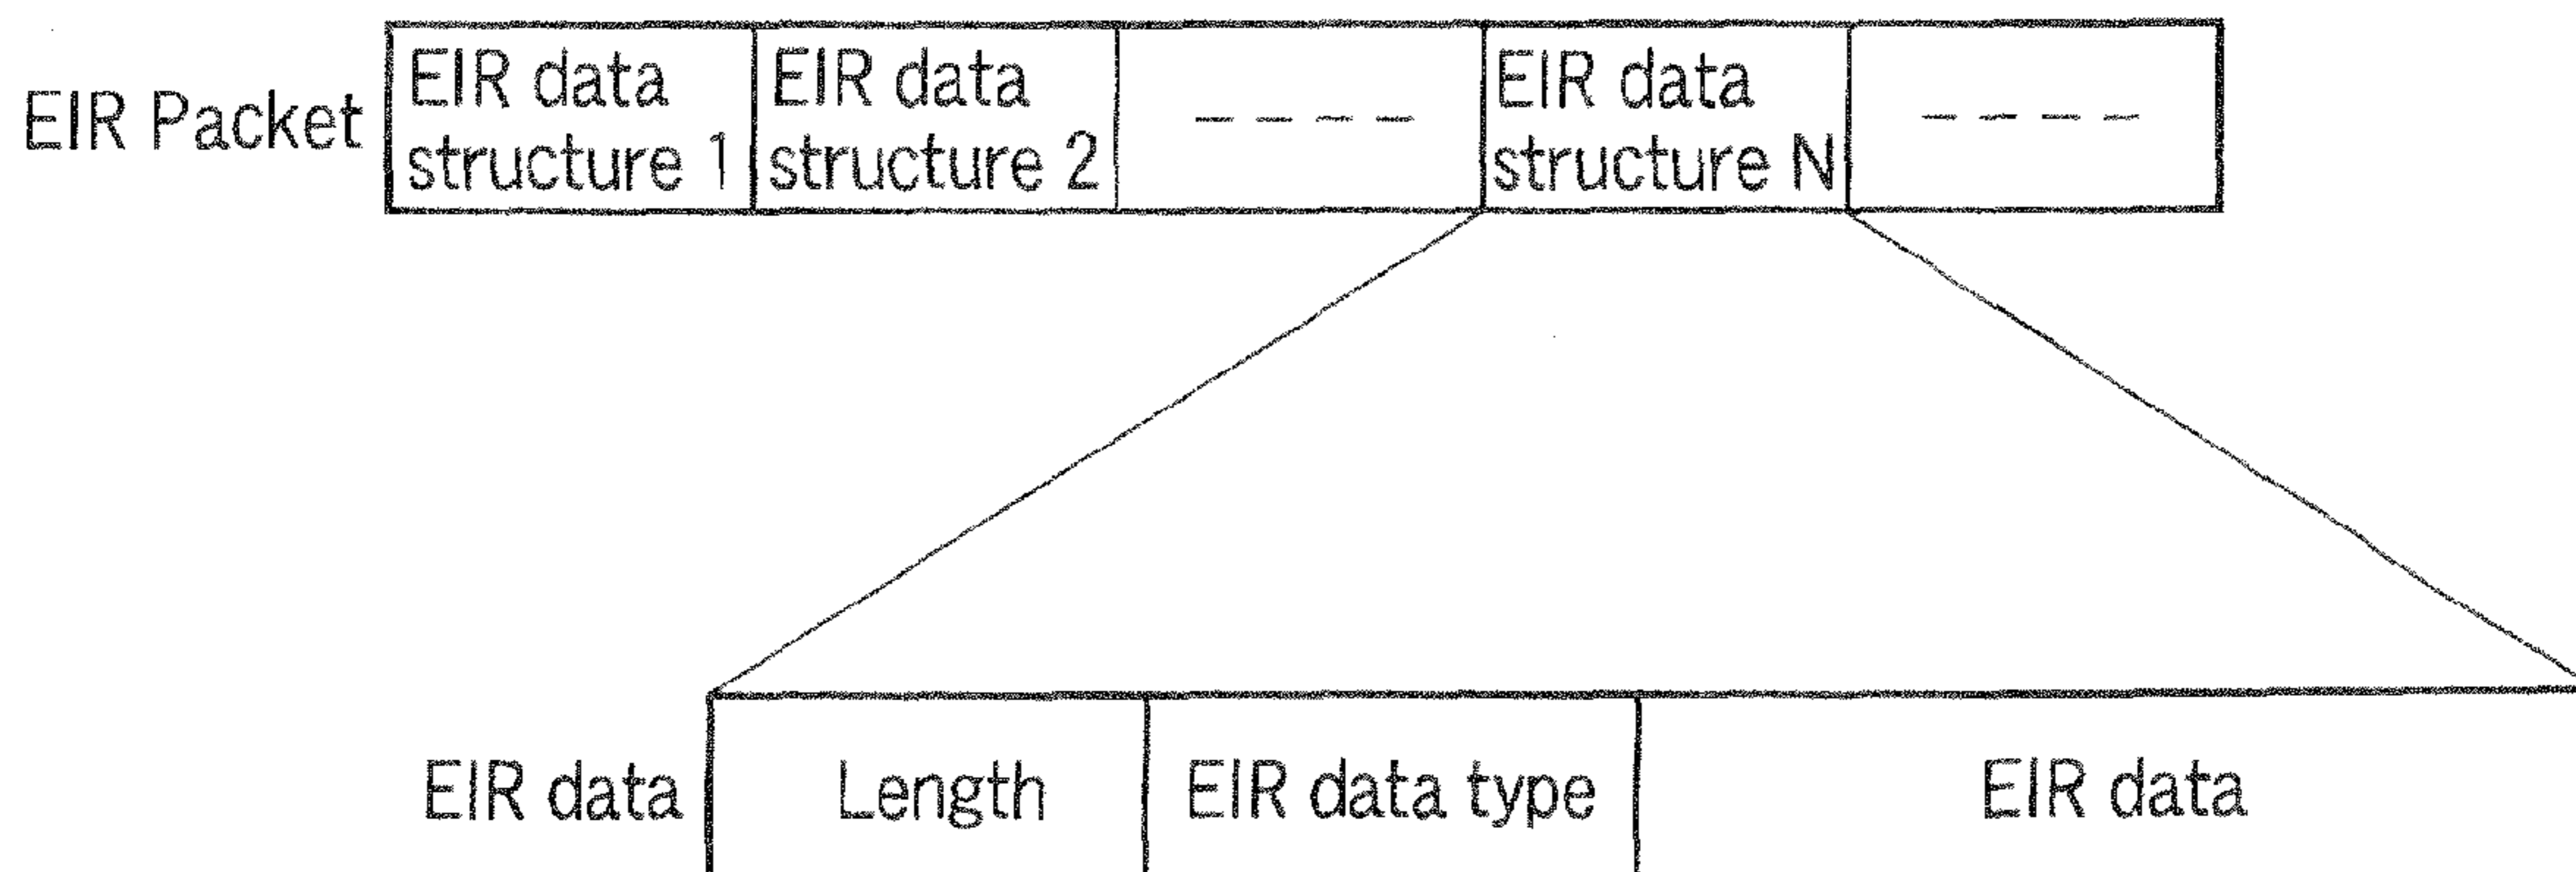 EIR Packet
EIR data
structure 1
EIR data
structure 2
EIR data
structure N
EIR data
Length
EIR data type
EIR data